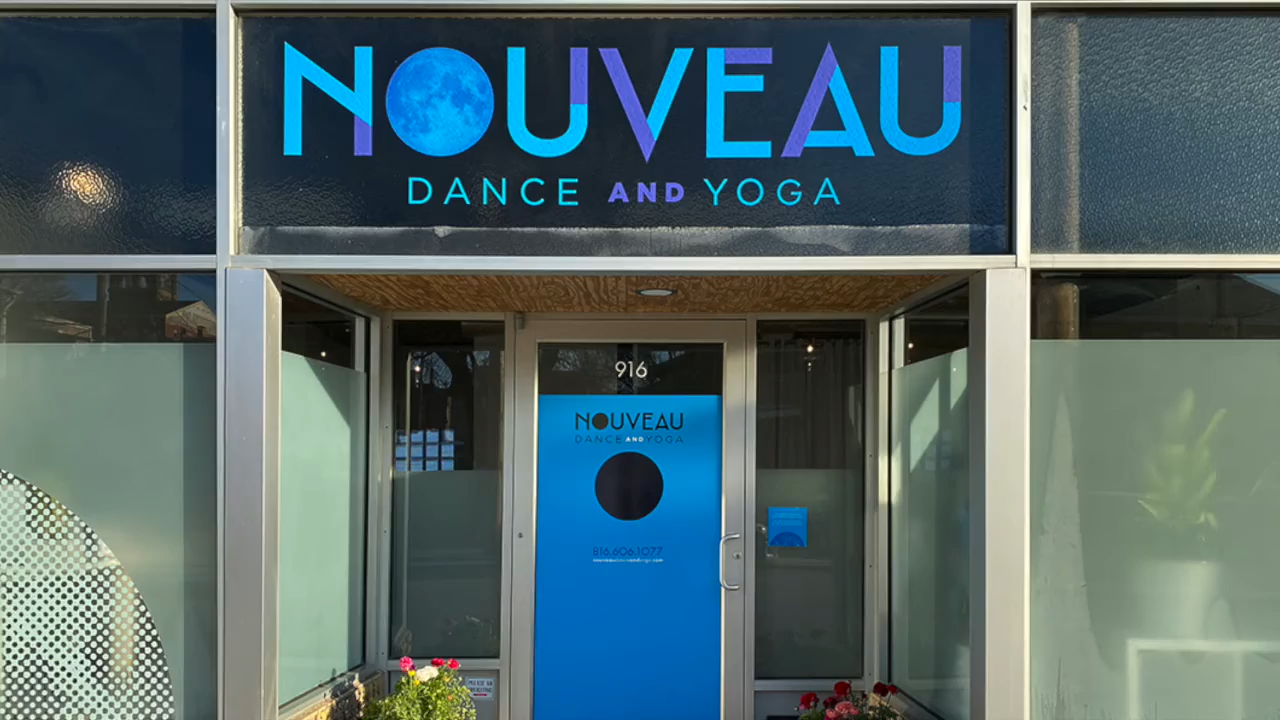 NOUVEAU
DANCE AND YOGA
916
NOUVEAU
DANCE AND YOGA
816.606.1077